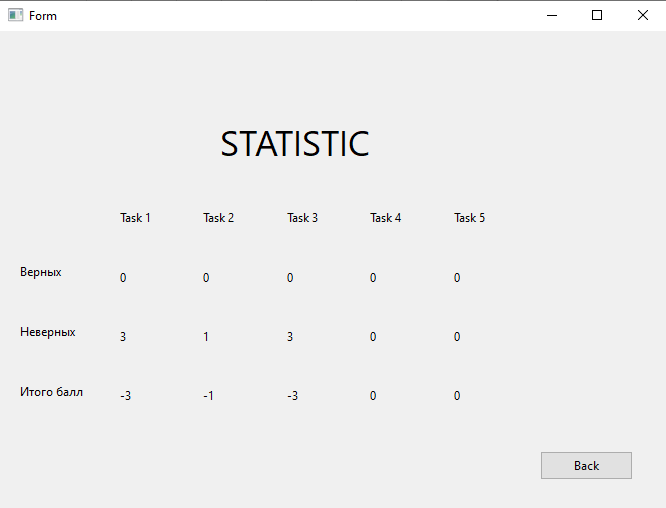 Form
STATISTIC
Task 1 Task 2 Task 3 Task 4 Task 5
Верных 0 0 0 0 0
Неверных 3 1 3 0 0
Итого балл -3 -1 -3 0 0
Back